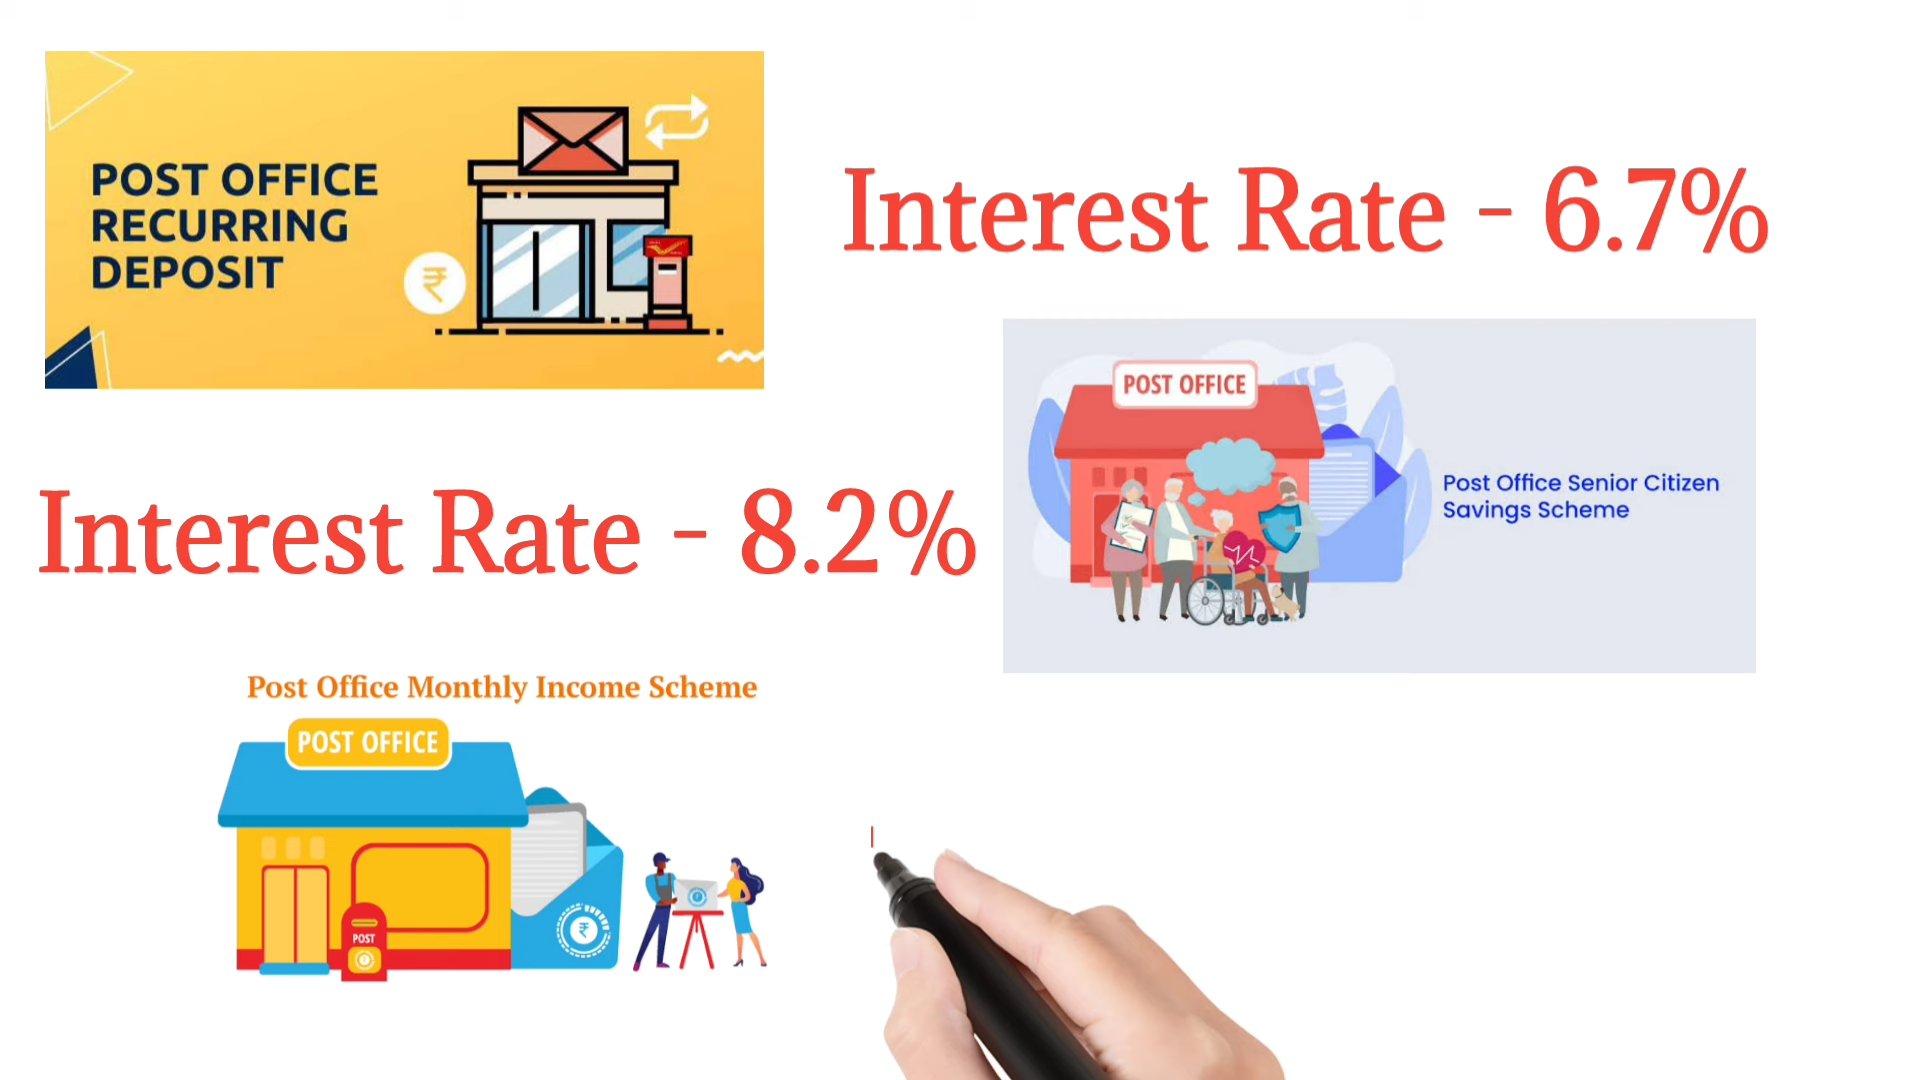 POST OFFICE
RECURRING
DEPOSIT
₹
Interest Rate - 6.7%
Interest Rate - 8.2%
POST OFFICE
Post Office Senior Citizen
Savings Scheme
Post Office Monthly Income Scheme
POST OFFICE
POST
₹